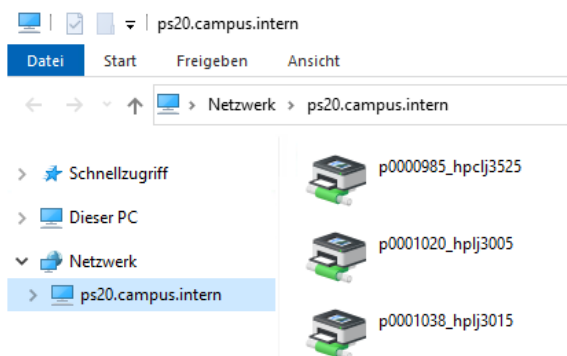 ps20.campus.intern
Datei Start Freigeben Ansicht
Netzwerk ps20.campus.intern
Schnellzugriff
Dieser PC
Netzwerk
ps20.campus.intern
p0000985_hpclj3525
p0001020_hplj3005
p0001038_hplj3015